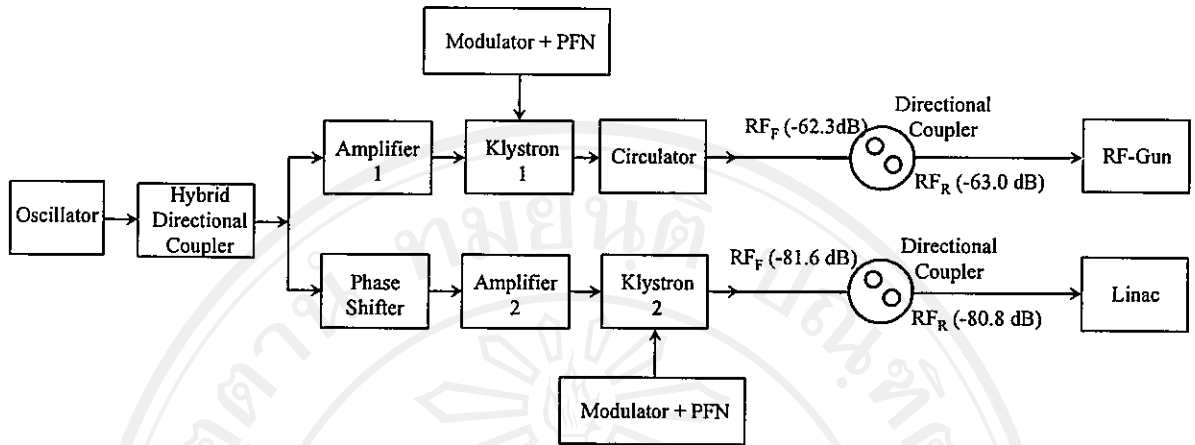 Modulator + PFN
Directional
Coupler
RF_F (-62.3dB)
Amplifier
1
Klystron
1
Circulator
RF-Gun
RF_R (-63.0 dB)
Oscillator
Hybrid
Directional
Coupler
Directional
Coupler
RF_F (-81.6 dB)
Phase
Shifter
Amplifier
2
Klystron
2
Linac
RF_R (-80.8 dB)
Modulator + PFN